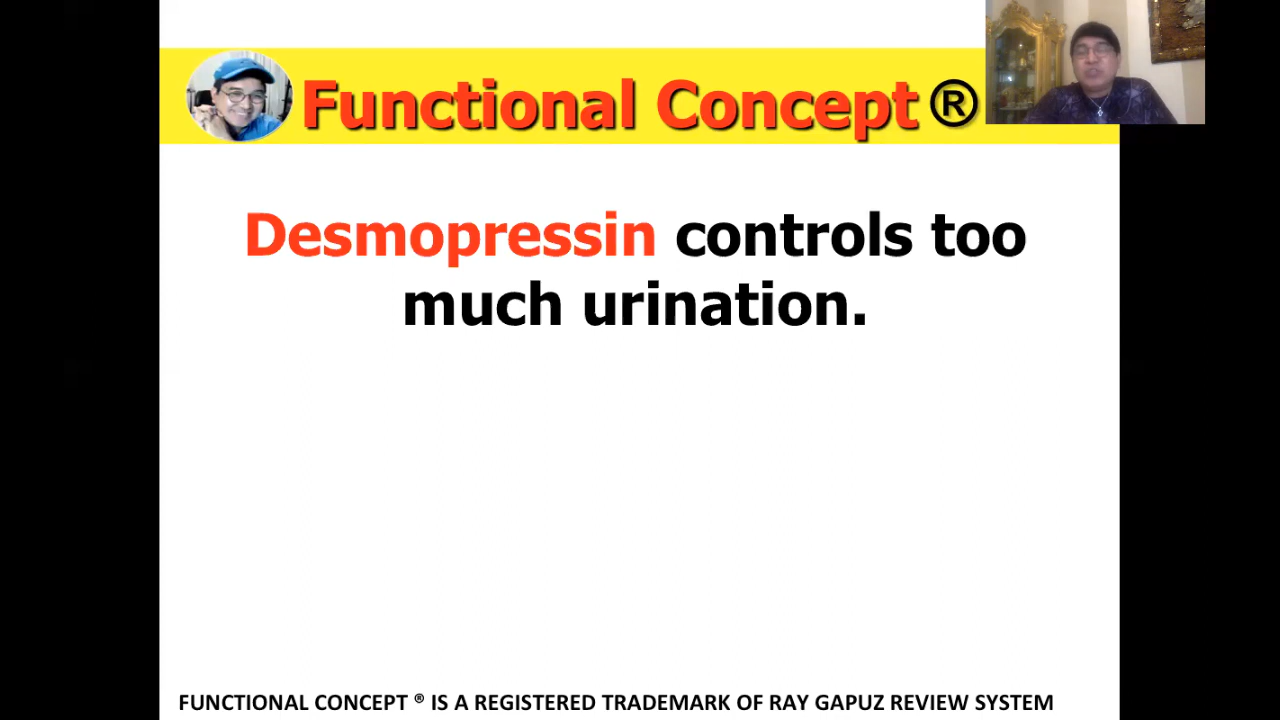 Functional Concept ®
Desmopressin controls too
much urination.
FUNCTIONAL CONCEPT ® IS A REGISTERED TRADEMARK OF RAY GAPUZ REVIEW SYSTEM